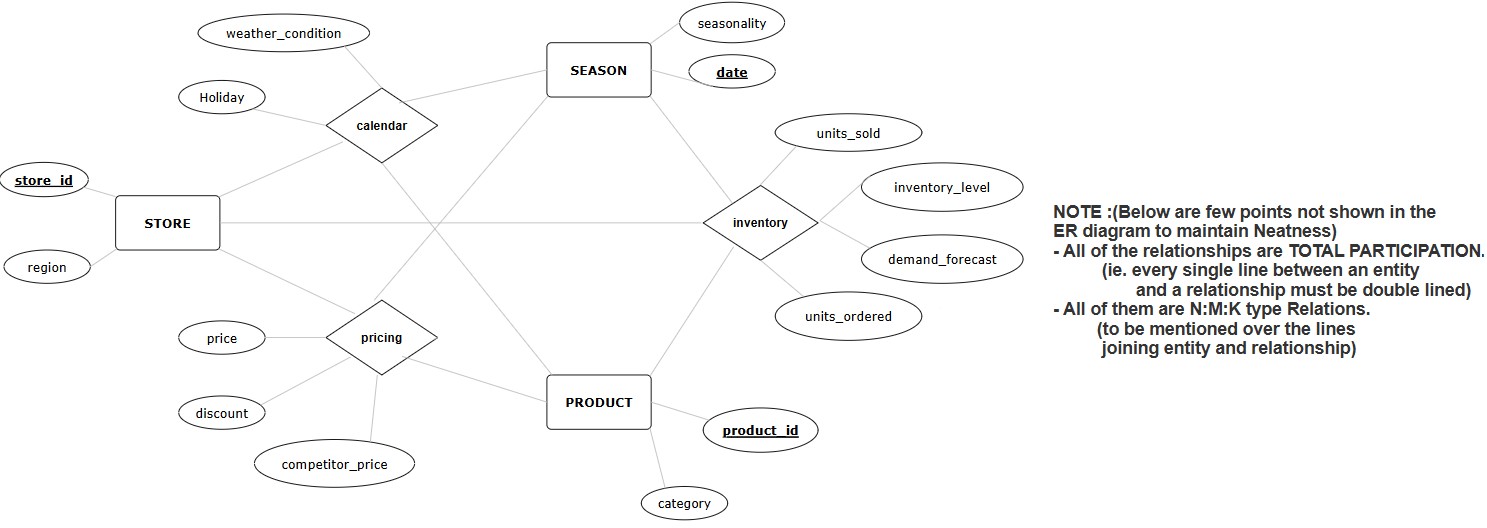 weather_condition
seasonality
SEASON
date
Holiday
calendar
units_sold
store_id
inventory_level
STORE
inventory
region
demand_forecast
units_ordered
price
pricing
discount
PRODUCT
product_id
competitor_price
category
NOTE :(Below are few points not shown in the
ER diagram to maintain Neatness)
- All of the relationships are TOTAL PARTICIPATION.
(ie. every single line between an entity
and a relationship must be double lined)
- All of them are N:M:K type Relations.
(to be mentioned over the lines
joining entity and relationship)